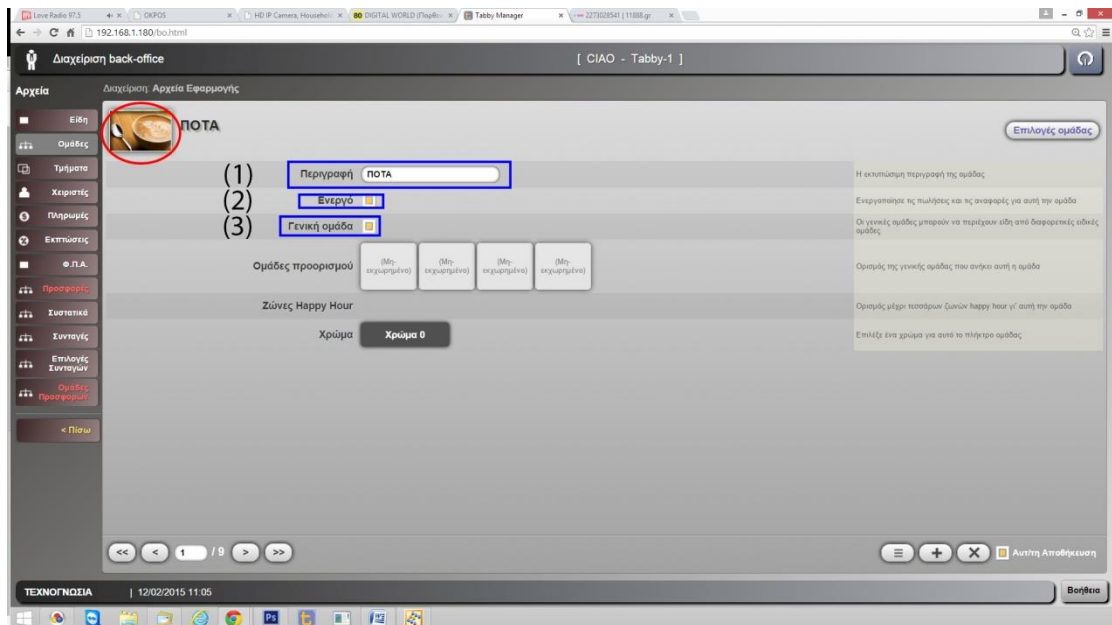 Love Radio 97.5
OKPOS
HD IP Camera, Househol
DIGITAL WORLD (Παρθεν
Tabby Manager
2273028541 | 11888.gr
192.168.1.180/bo.html
Διαχείριση back-office
[ CIAO - Tabby-1 ]
Αρχεία
Διαχείριση: Αρχεία Εφαρμογής
Είδη
Ομάδες
Τμήματα
Χειριστές
Πληρωμές
Εκπτώσεις
Φ.Π.Α.
Προσφορές
Συστατικά
Συνταγές
Επιλογές
Συνταγών
Ομάδες
Προσφορών
< Πίσω
ΠΟΤΑ
Επιλογές ομάδας
(1) Περιγραφή ΠΟΤΑ
Η εκτυπώσιμη περιγραφή της ομάδας
(2) Ενεργό
Ενεργοποίησε τις πωλήσεις και τις αναφορές για αυτή την ομάδα
(3) Γενική ομάδα
Οι γενικές ομάδες μπορούν να περιέχουν είδη από διαφορετικές ειδικές
ομάδες
Ομάδες προορισμού
(Μη-
εκχωρημένο)
(Μη-
εκχωρημένο)
(Μη-
εκχωρημένο)
(Μη-
εκχωρημένο)
Ορισμός της γενικής ομάδας που ανήκει αυτή η ομάδα
Ζώνες Happy Hour
Ορισμός μέχρι τεσσάρων ζωνών happy hour γι' αυτή την ομάδα
Χρώμα Χρώμα 0
Επιλέξε ένα χρώμα για αυτό το πλήκτρο ομάδας
<< < 1 / 9 > >>
Αυτ/τη Αποθήκευση
ΤΕΧΝΟΓΝΩΣΙΑ | 12/02/2015 11:05
Βοήθεια
Ps